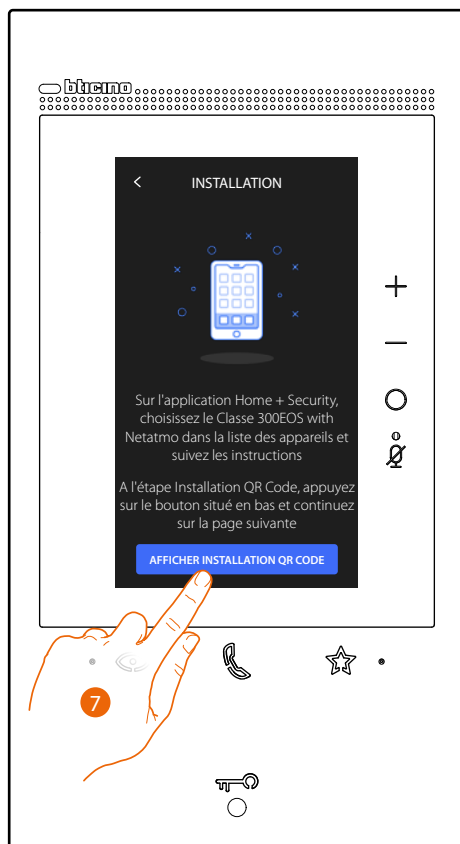 bticino
INSTALLATION
Sur l'application Home + Security,
choisissez le Classe 300EOS with
Netatmo dans la liste des appareils et
suivez les instructions
A l'étape Installation QR Code, appuyez
sur le bouton situé en bas et continuez
sur la page suivante
AFFICHER INSTALLATION QR CODE
7